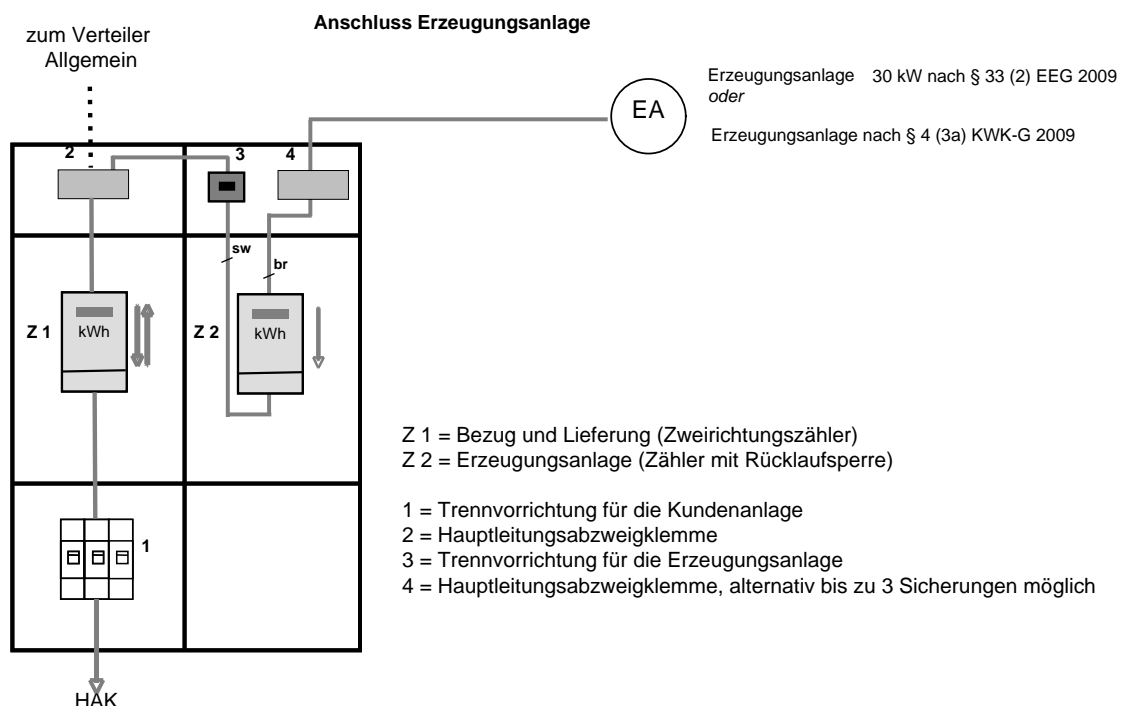 Anschluss Erzeugungsanlage
zum Verteiler
Allgemein
EA
Erzeugungsanlage 30 kW nach § 33 (2) EEG 2009
oder
Erzeugungsanlage nach § 4 (3a) KWK-G 2009
2
3
4
sw
br
Z 1
kWh
Z 2
kWh
Z 1 = Bezug und Lieferung (Zweirichtungszähler)
Z 2 = Erzeugungsanlage (Zähler mit Rücklaufsperre)
1 = Trennvorrichtung für die Kundenanlage
2 = Hauptleitungsabzweigklemme
3 = Trennvorrichtung für die Erzeugungsanlage
4 = Hauptleitungsabzweigklemme, alternativ bis zu 3 Sicherungen möglich
1
HAK